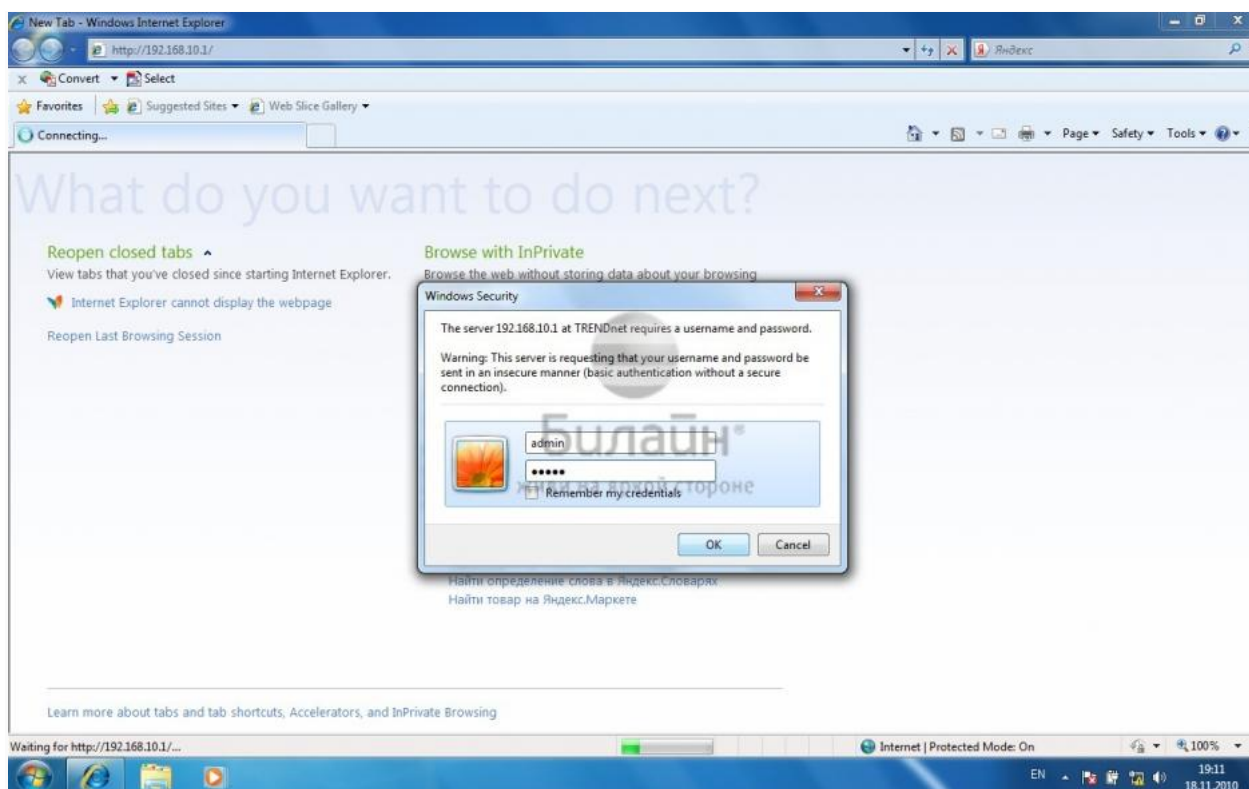 New Tab - Windows Internet Explorer
http://192.168.10.1/
Яндекс
x Convert Select
Favorites Suggested Sites Web Slice Gallery
Connecting...
Page Safety Tools
What do you want to do next?
Reopen closed tabs
View tabs that you've closed since starting Internet Explorer.
Internet Explorer cannot display the webpage
Reopen Last Browsing Session
Browse with InPrivate
Browse the web without storing data about your browsing
Windows Security
The server 192.168.10.1 at TRENDnet requires a username and password.
Warning: This server is requesting that your username and password be
sent in an insecure manner (basic authentication without a secure
connection).
Билайн®
admin
•••••
живи на яркой стороне
Remember my credentials
OK Cancel
Найти определение слова в Яндекс.Словарях
Найти товар на Яндекс.Маркете
Learn more about tabs and tab shortcuts, Accelerators, and InPrivate Browsing
Waiting for http://192.168.10.1/...
Internet | Protected Mode: On
100%
EN
19:11
18.11.2010